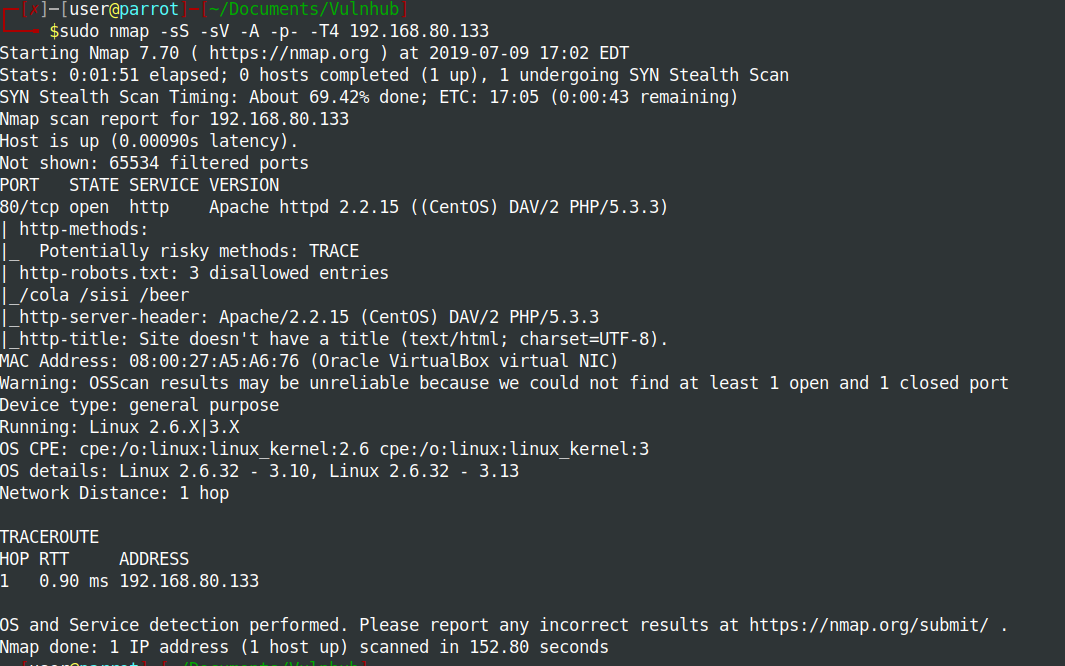 ┌─[✗]─[user@parrot]─[~/Documents/Vulnhub]
└──╼ $sudo nmap -sS -sV -A -p- -T4 192.168.80.133
Starting Nmap 7.70 ( https://nmap.org ) at 2019-07-09 17:02 EDT
Stats: 0:01:51 elapsed; 0 hosts completed (1 up), 1 undergoing SYN Stealth Scan
SYN Stealth Scan Timing: About 69.42% done; ETC: 17:05 (0:00:43 remaining)
Nmap scan report for 192.168.80.133
Host is up (0.00090s latency).
Not shown: 65534 filtered ports
PORT   STATE SERVICE VERSION
80/tcp open  http    Apache httpd 2.2.15 ((CentOS) DAV/2 PHP/5.3.3)
| http-methods:
|_  Potentially risky methods: TRACE
| http-robots.txt: 3 disallowed entries
|_/cola /sisi /beer
|_http-server-header: Apache/2.2.15 (CentOS) DAV/2 PHP/5.3.3
|_http-title: Site doesn't have a title (text/html; charset=UTF-8).
MAC Address: 08:00:27:A5:A6:76 (Oracle VirtualBox virtual NIC)
Warning: OSScan results may be unreliable because we could not find at least 1 open and 1 closed port
Device type: general purpose
Running: Linux 2.6.X|3.X
OS CPE: cpe:/o:linux:linux_kernel:2.6 cpe:/o:linux:linux_kernel:3
OS details: Linux 2.6.32 - 3.10, Linux 2.6.32 - 3.13
Network Distance: 1 hop
TRACEROUTE
HOP RTT     ADDRESS
1   0.90 ms 192.168.80.133
OS and Service detection performed. Please report any incorrect results at https://nmap.org/submit/ .
Nmap done: 1 IP address (1 host up) scanned in 152.80 seconds